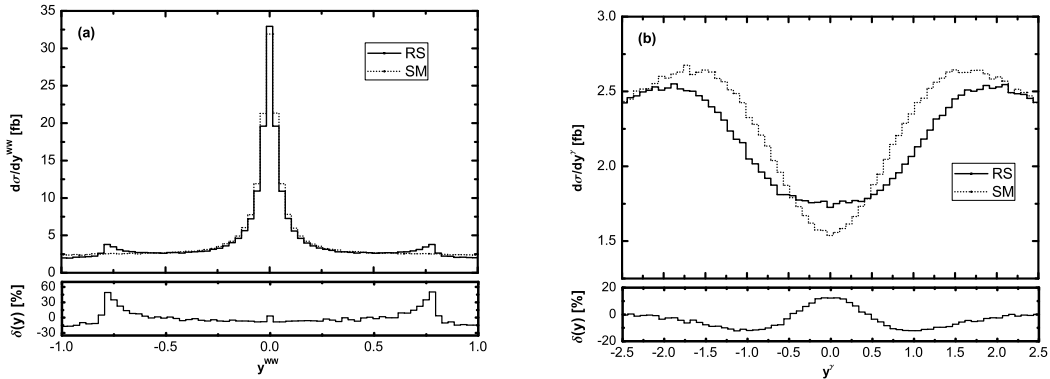 (a)
RS
SM
dσ/dy^WW [fb]
35
30
25
20
15
10
5
0
δ(y) [%]
60
30
0
-30
-1.0 -0.5 0.0 0.5 1.0
y^WW
(b)
RS
SM
dσ/dy^γ [fb]
3.0
2.5
2.0
1.5
δ(y) [%]
20
0
-20
-2.5 -2.0 -1.5 -1.0 -0.5 0.0 0.5 1.0 1.5 2.0 2.5
y^γ